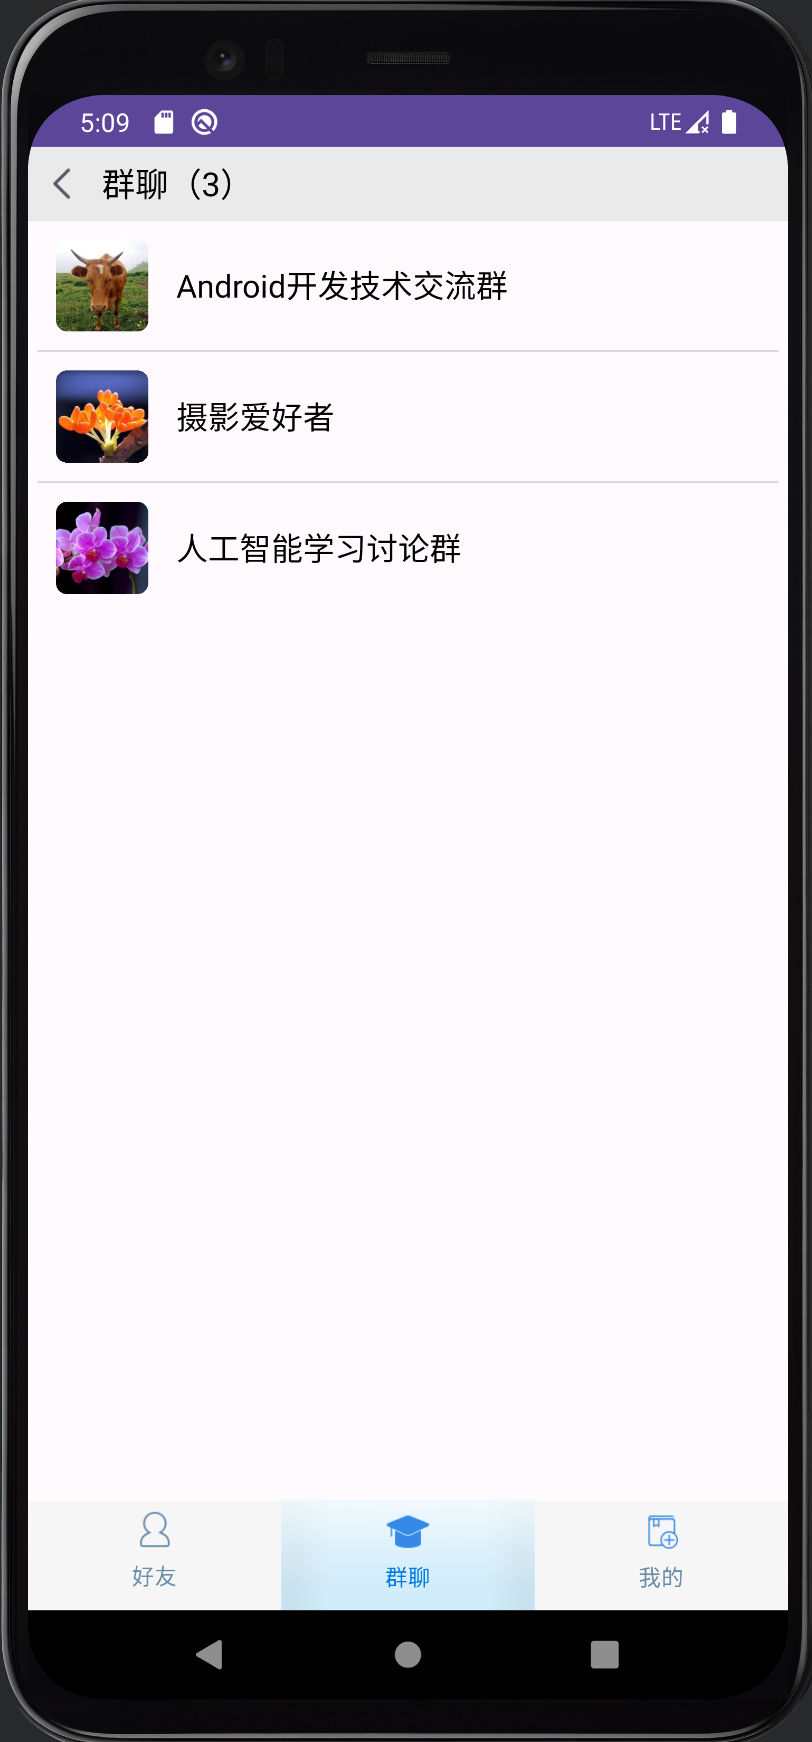 5:09 LTE
群聊（3）
Android开发技术交流群
摄影爱好者
人工智能学习讨论群
好友 群聊 我的